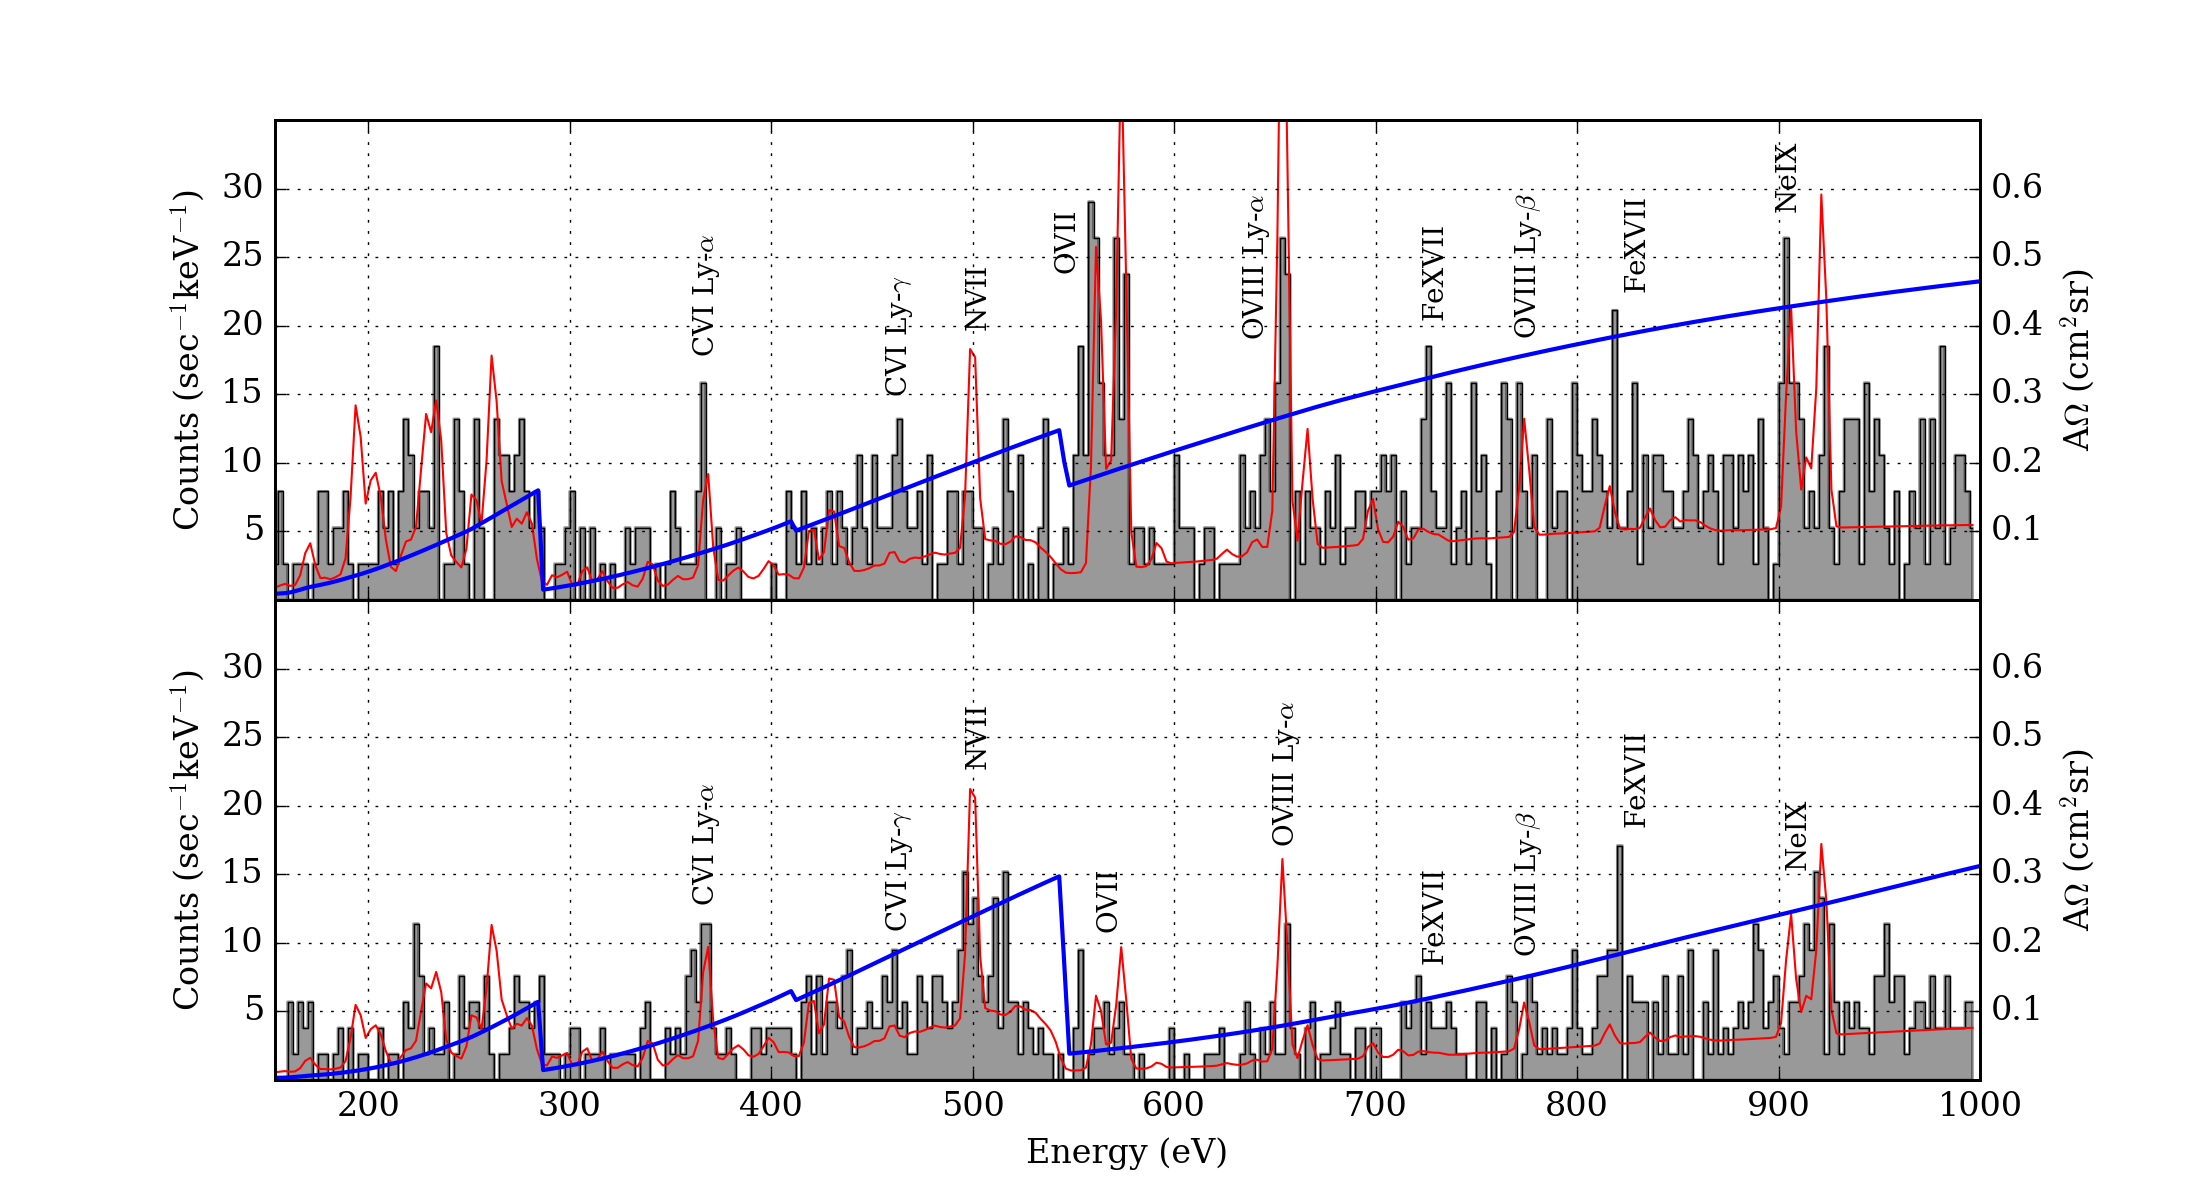 30
25
20
15
10
5
Counts (sec⁻¹keV⁻¹)
CVI Ly-α
CVI Ly-γ
NVII
OVII
OVIII Ly-α
FeXVII
OVIII Ly-β
FeXVII
NeIX
0.6
0.5
0.4
0.3
0.2
0.1
AΩ (cm²sr)
30
25
20
15
10
5
Counts (sec⁻¹keV⁻¹)
CVI Ly-α
CVI Ly-γ
NVII
OVII
OVIII Ly-α
FeXVII
OVIII Ly-β
FeXVII
NeIX
0.6
0.5
0.4
0.3
0.2
0.1
AΩ (cm²sr)
200 300 400 500 600 700 800 900 1000
Energy (eV)